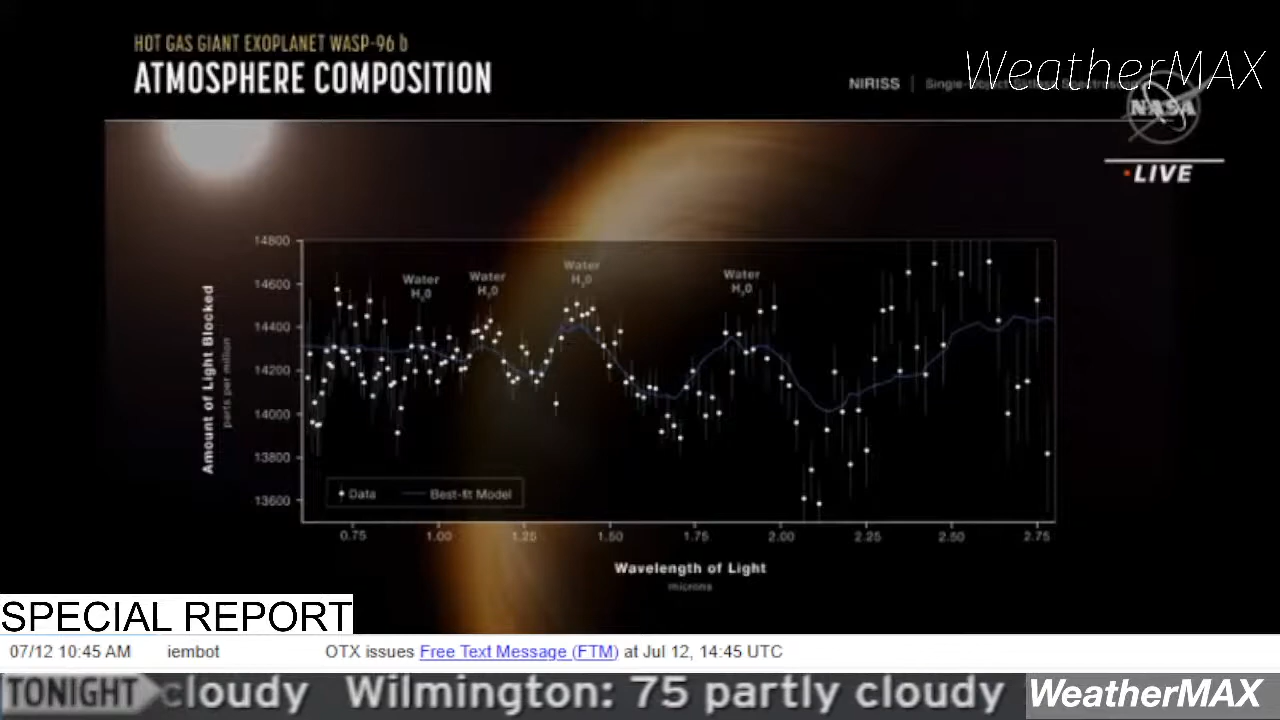 HOT GAS GIANT EXOPLANET WASP-96 b
ATMOSPHERE COMPOSITION
WeatherMAX
NIRISS
NASA
LIVE
14800
14600
14400
14200
14000
13800
13600
Amount of Light Blocked
parts per million
Water
H₂O
Water
H₂O
Water
H₂O
Water
H₂O
Data
Best-fit Model
0.75 1.00 1.25 1.50 1.75 2.00 2.25 2.50 2.75
Wavelength of Light
microns
SPECIAL REPORT
07/12 10:45 AM iembot OTX issues Free Text Message (FTM) at Jul 12, 14:45 UTC
TONIGHT cloudy Wilmington: 75 partly cloudy WeatherMAX